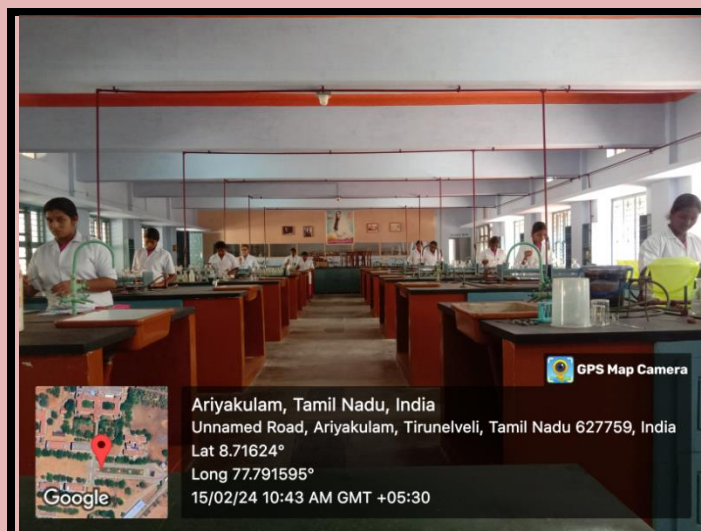 GPS Map Camera
Ariyakulam, Tamil Nadu, India
Unnamed Road, Ariyakulam, Tirunelveli, Tamil Nadu 627759, India
Lat 8.71624°
Long 77.791595°
15/02/24 10:43 AM GMT +05:30
Google